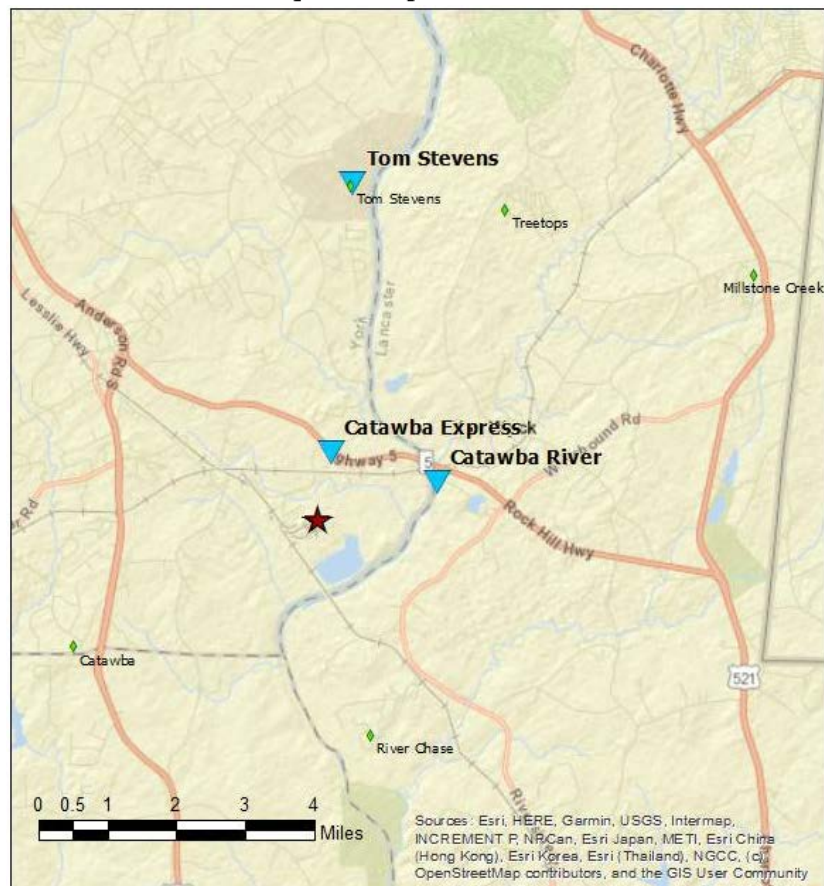 Charlotte Hwy
Tom Stevens
Tom Stevens
Treetops
Millstone Creek
Lesslie Hwy
Anderson Rd S
York
Lancaster
Catawba Express
Highway 5
5
Catawba River
Rock Hill Hwy
Rd
Catawba
521
River Chase
0 0.5 1 2 3 4
Miles
Sources: Esri, HERE, Garmin, USGS, Intermap,
INCREMENT P, NRCan, Esri Japan, METI, Esri China
(Hong Kong), Esri Korea, Esri (Thailand), NGCC, (c)
OpenStreetMap contributors, and the GIS User Community